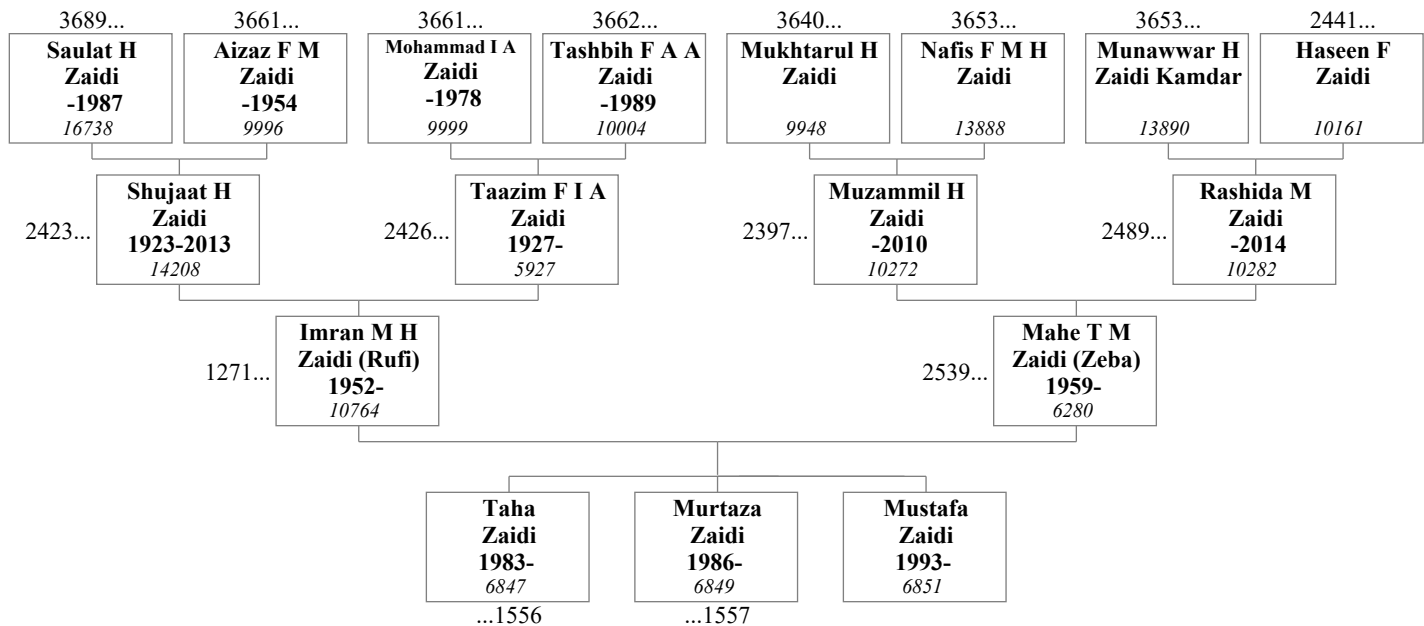 3689...
3661...
3661...
3662...
3640...
3653...
3653...
2441...
Saulat H
Zaidi
-1987
16738
Aizaz F M
Zaidi
-1954
9996
Mohammad I A
Zaidi
-1978
9999
Tashbih F A A
Zaidi
-1989
10004
Mukhtarul H
Zaidi
9948
Nafis F M H
Zaidi
13888
Munawwar H
Zaidi Kamdar
13890
Haseen F
Zaidi
10161
2423...
Shujaat H
Zaidi
1923-2013
14208
2426...
Taazim F I A
Zaidi
1927-
5927
2397...
Muzammil H
Zaidi
-2010
10272
2489...
Rashida M
Zaidi
-2014
10282
1271...
Imran M H
Zaidi (Rufi)
1952-
10764
2539...
Mahe T M
Zaidi (Zeba)
1959-
6280
Taha
Zaidi
1983-
6847
...1556
Murtaza
Zaidi
1986-
6849
...1557
Mustafa
Zaidi
1993-
6851